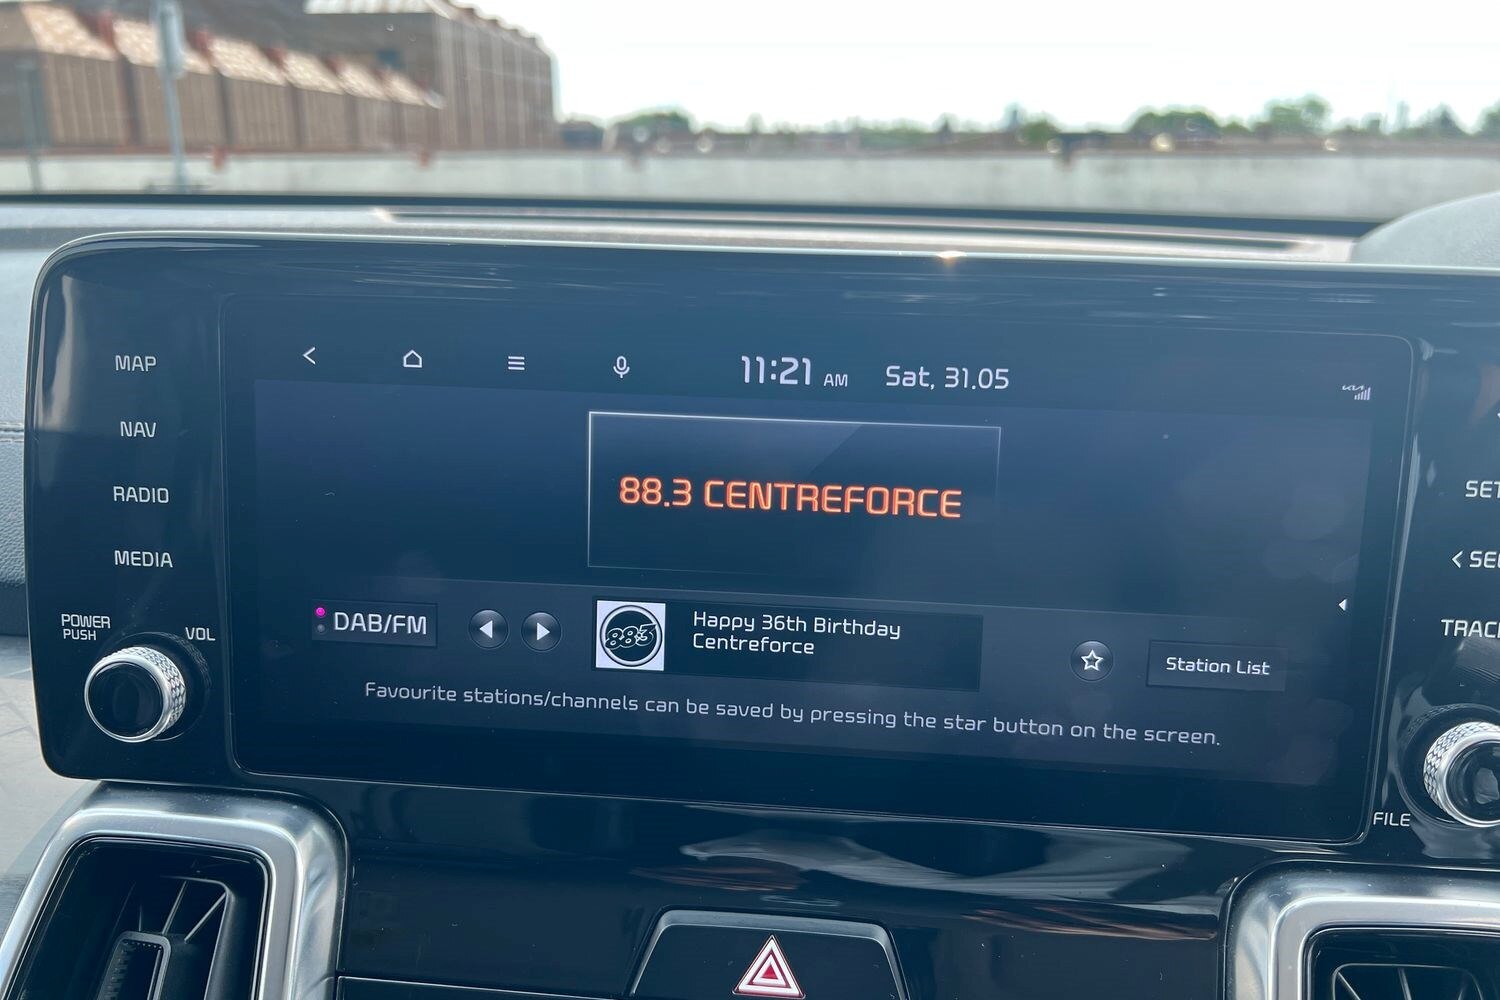 11:21 AM Sat, 31.05
MAP
NAV
RADIO
MEDIA
POWER
PUSH
VOL
88.3 CENTREFORCE
DAB/FM
883
Happy 36th Birthday
Centreforce
Station List
Favourite stations/channels can be saved by pressing the star button on the screen.
SET
< SE
TRAC
FILE